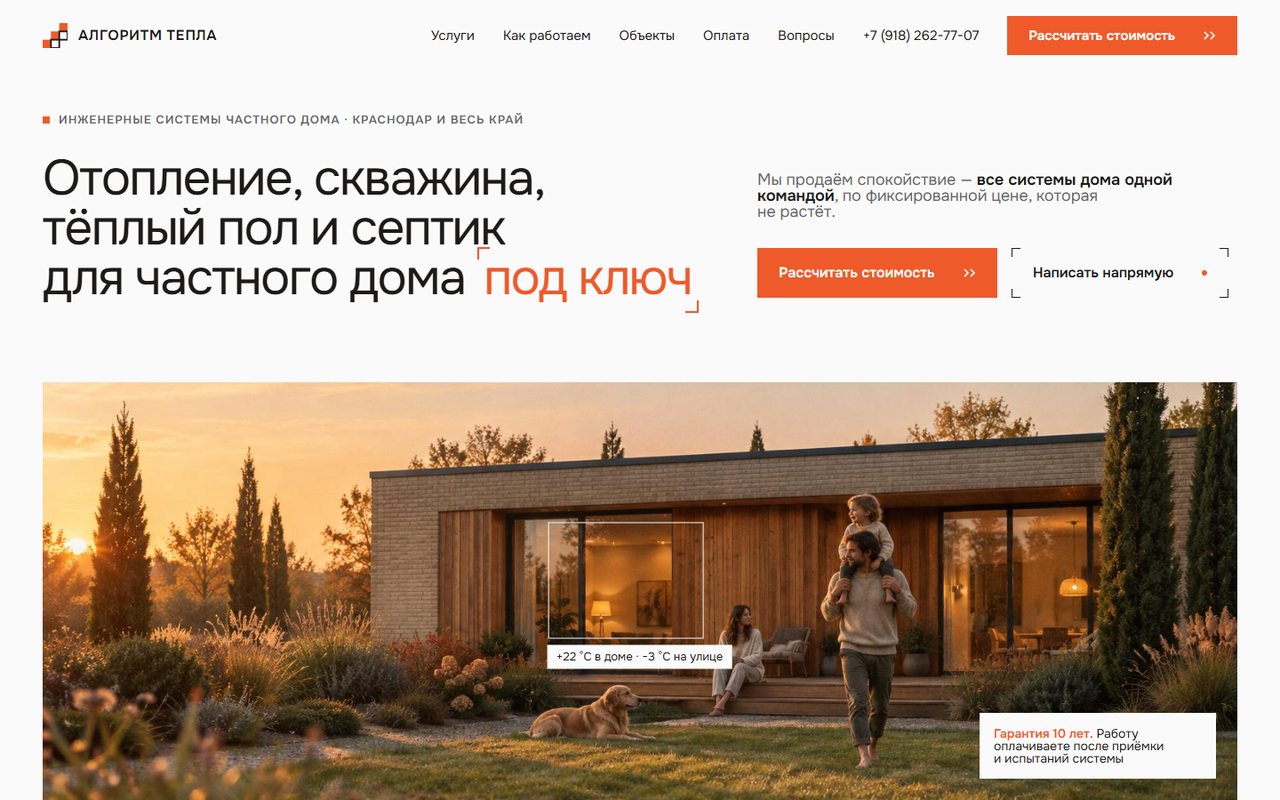 АЛГОРИТМ ТЕПЛА
Услуги
Как работаем
Объекты
Оплата
Вопросы
+7 (918) 262-77-07
Рассчитать стоимость
ИНЖЕНЕРНЫЕ СИСТЕМЫ ЧАСТНОГО ДОМА · КРАСНОДАР И ВЕСЬ КРАЙ
Отопление, скважина,
тёплый пол и септик
для частного дома под ключ
Мы продаём спокойствие — все системы дома одной
командой, по фиксированной цене, которая
не растёт.
Рассчитать стоимость
Написать напрямую
+22 °C в доме · −3 °C на улице
Гарантия 10 лет. Работу
оплачиваете после приёмки
и испытаний системы